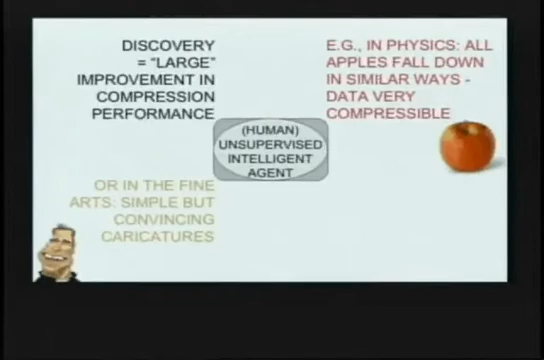 DISCOVERY
= "LARGE"
IMPROVEMENT IN
COMPRESSION
PERFORMANCE
E.G., IN PHYSICS: ALL
APPLES FALL DOWN
IN SIMILAR WAYS -
DATA VERY
COMPRESSIBLE
(HUMAN)
UNSUPERVISED
INTELLIGENT
AGENT
OR IN THE FINE
ARTS: SIMPLE BUT
CONVINCING
CARICATURES